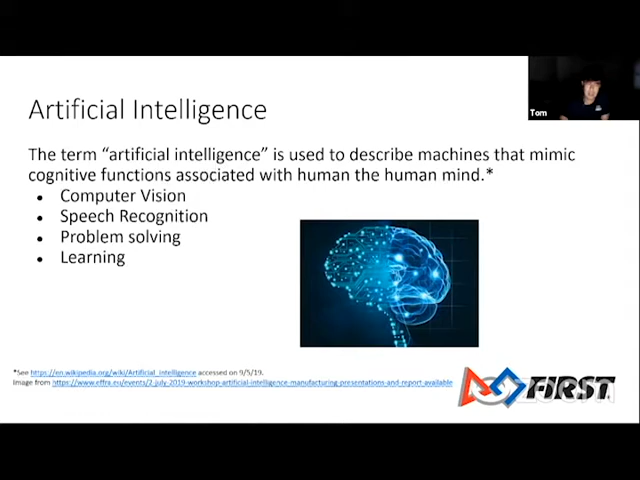 Tom
Artificial Intelligence
The term “artificial intelligence” is used to describe machines that mimic
cognitive functions associated with human the human mind.*
• Computer Vision
• Speech Recognition
• Problem solving
• Learning
*See https://en.wikipedia.org/wiki/Artificial_intelligence accessed on 9/5/19.
Image from https://www.effra.eu/events/2-july-2019-workshop-artificial-intelligence-manufacturing-presentations-and-report-available
FIRST
zoom